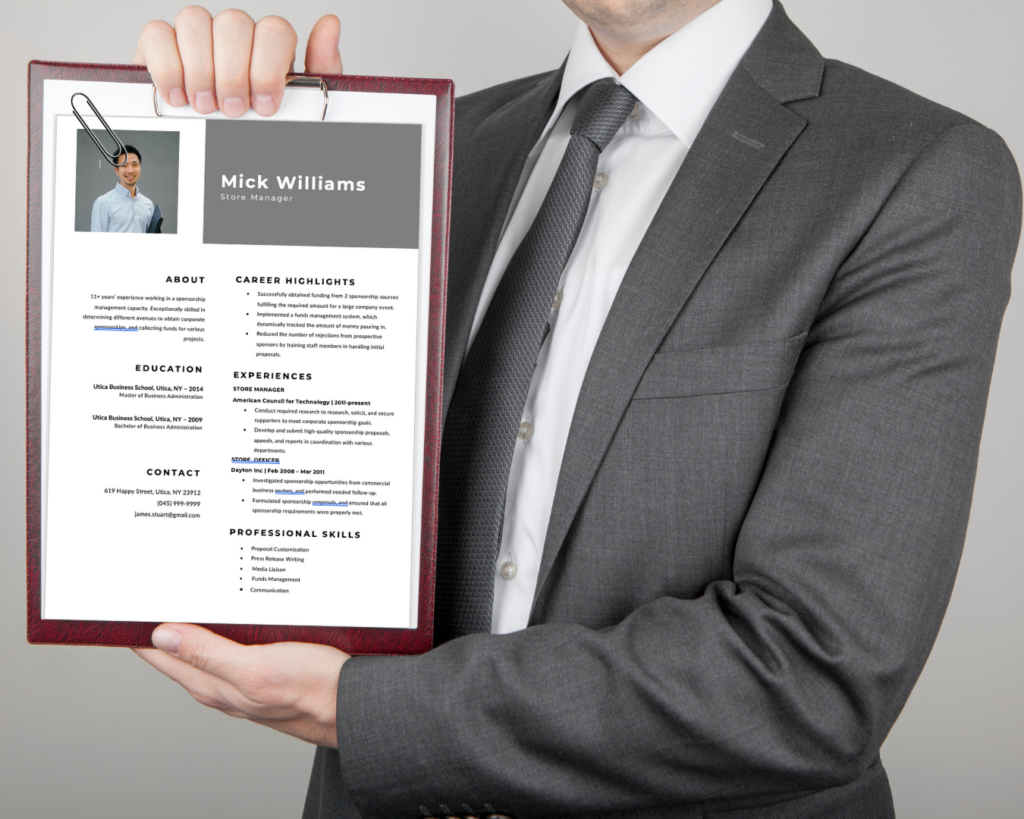 Mick Williams
Store Manager
ABOUT
11+ years' experience working in a sponsorship
management capacity. Exceptionally skilled in
determining different avenues to obtain corporate
sponsorships, and collecting funds for various
projects.
EDUCATION
Utica Business School, Utica, NY – 2014
Master of Business Administration
Utica Business School, Utica, NY – 2009
Bachelor of Business Administration
CONTACT
619 Happy Street, Utica, NY 23912
(045) 999-9999
james.stuart@gmail.com
CAREER HIGHLIGHTS
• Successfully obtained funding from 2 sponsorship sources
fulfilling the required amount for a large company event.
• Implemented a funds management system, which
dynamically tracked the amount of money pouring in.
• Reduced the number of rejections from prospective
sponsors by training staff members in handling initial
proposals.
EXPERIENCES
STORE MANAGER
American Council for Technology | 2011-present
• Conduct required research to research, solicit, and secure
supporters to meet corporate sponsorship goals.
• Develop and submit high-quality sponsorship proposals,
appeals, and reports in coordination with various
departments.
STORE OFFICER
Dayton Inc | Feb 2008 – Mar 2011
• Investigated sponsorship opportunities from commercial
business sectors, and performed needed follow-up.
• Formulated sponsorship proposals, and ensured that all
sponsorship requirements were properly met.
PROFESSIONAL SKILLS
• Proposal Customization
• Press Release Writing
• Media Liaison
• Funds Management
• Communication